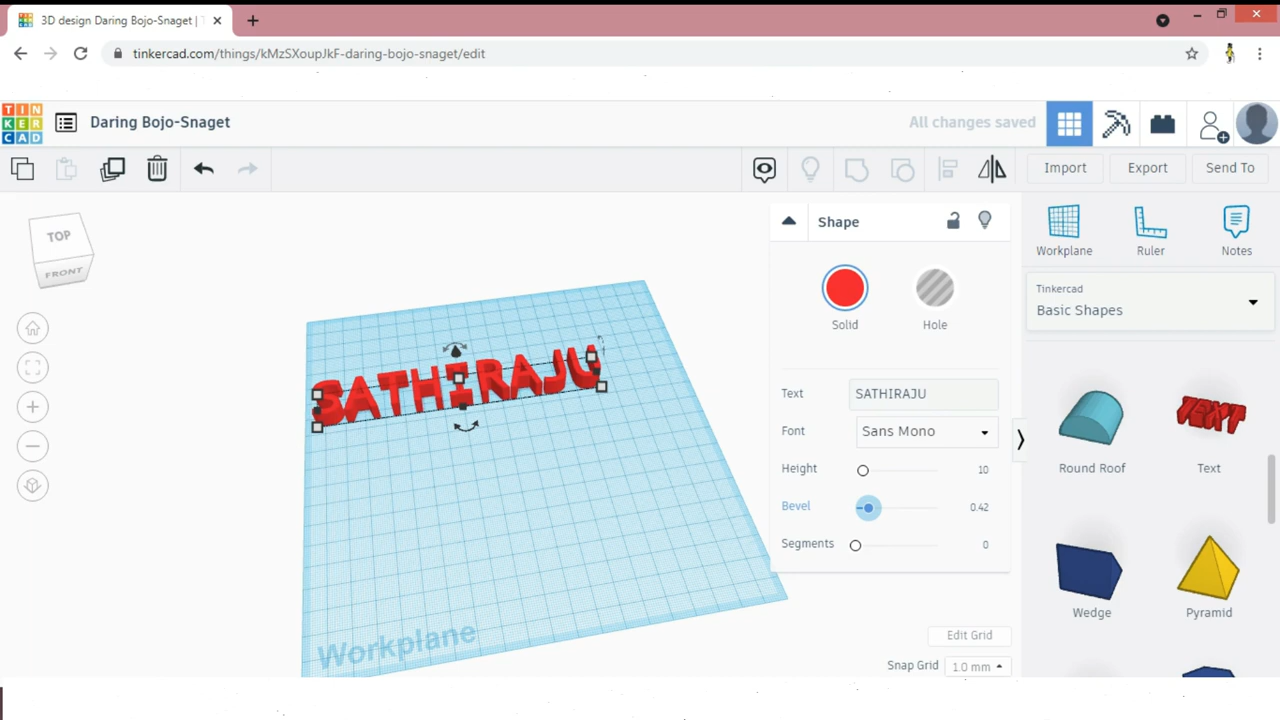 3D design Daring Bojo-Snaget |
tinkercad.com/things/kMzSXoupJkF-daring-bojo-snaget/edit
TIN
KER
CAD
Daring Bojo-Snaget
All changes saved
Import
Export
Send To
TOP
FRONT
Shape
Workplane
Ruler
Notes
Solid
Hole
Tinkercad
Basic Shapes
SATHIRAJU
Text
SATHIRAJU
Font
Sans Mono
Height
10
Bevel
0.42
Segments
0
TEXT
Round Roof
Text
Wedge
Pyramid
Workplane
Edit Grid
Snap Grid
1.0 mm